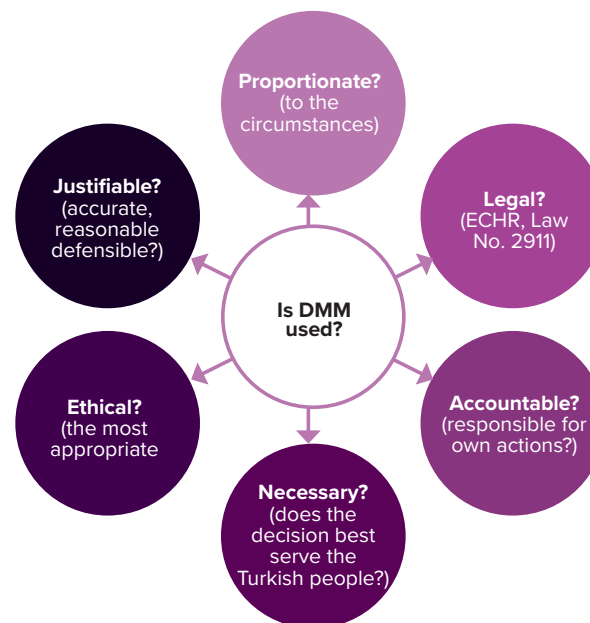 Proportionate?
(to the
circumstances)
Justifiable?
(accurate,
reasonable
defensible?)
Legal?
(ECHR, Law
No. 2911)
Is DMM
used?
Ethical?
(the most
appropriate
Accountable?
(responsible for
own actions?)
Necessary?
(does the
decision best
serve the
Turkish people?)